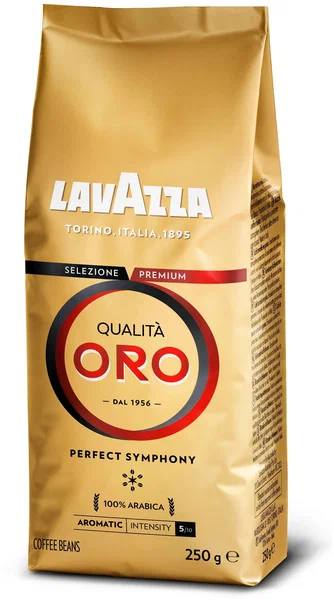 LAVAZZA
TORINO, ITALIA, 1895
SELEZIONE PREMIUM
QUALITÀ
ORO
— DAL 1956 —
PERFECT SYMPHONY
100% ARABICA
AROMATIC INTENSITY 5/10
COFFEE BEANS
250 g ℮
250 g ℮